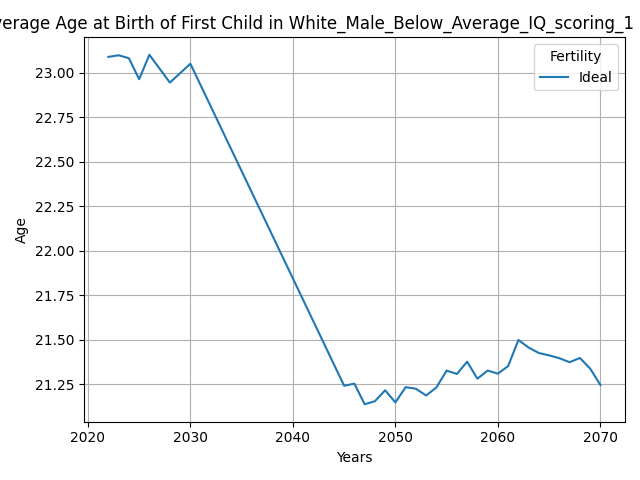 verage Age at Birth of First Child in White_Male_Below_Average_IQ_scoring_1
Fertility
Ideal
23.00
22.75
22.50
22.25
22.00
21.75
21.50
21.25
Age
2020 2030 2040 2050 2060 2070
Years